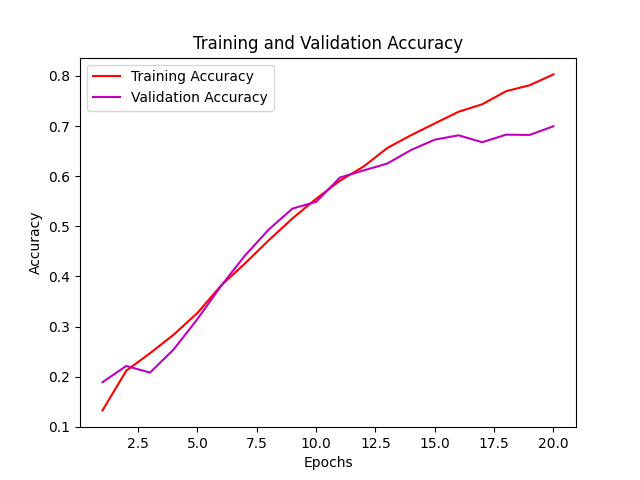 Training and Validation Accuracy
Training Accuracy
Validation Accuracy
0.8
0.7
0.6
0.5
0.4
0.3
0.2
0.1
Accuracy
2.5 5.0 7.5 10.0 12.5 15.0 17.5 20.0
Epochs